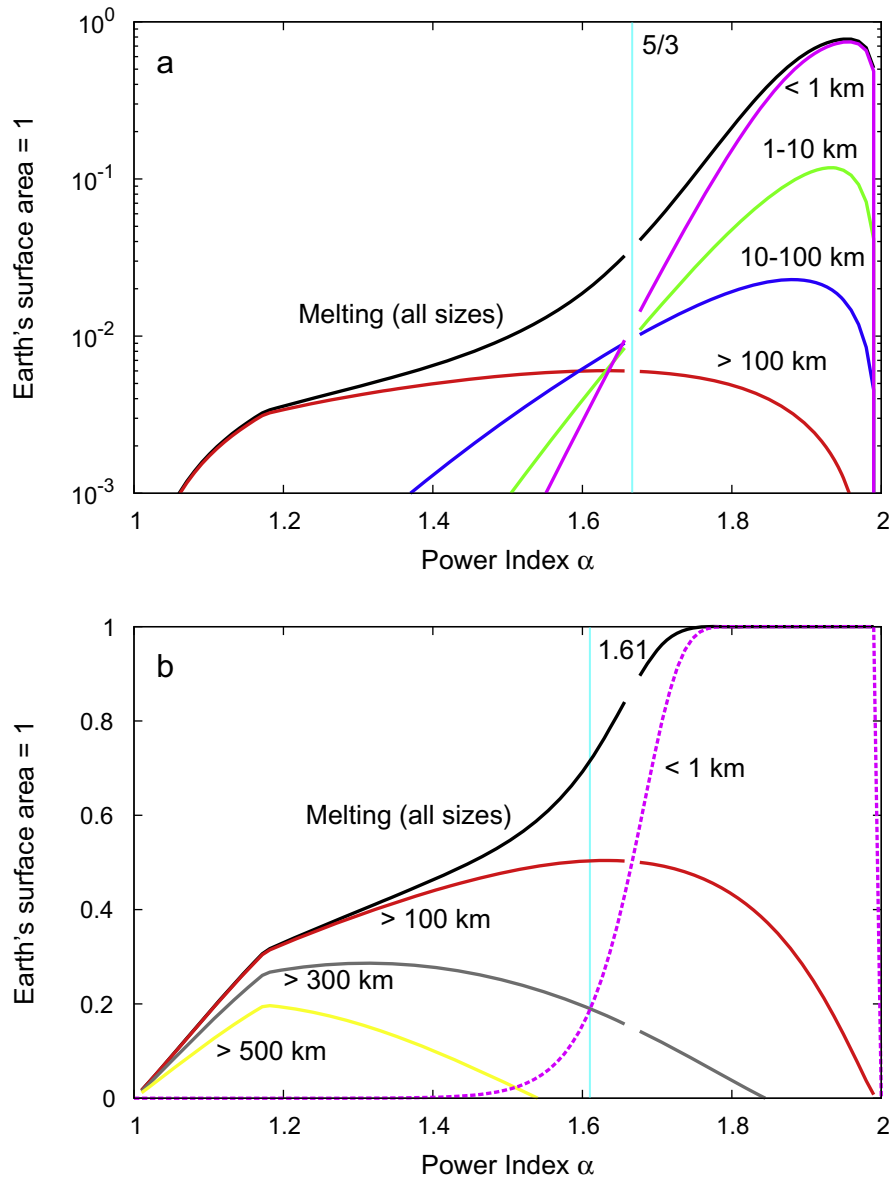 10⁰
a
5/3
< 1 km
1-10 km
10⁻¹
10-100 km
Melting (all sizes)
10⁻²
> 100 km
10⁻³
Earth's surface area = 1
1 1.2 1.4 1.6 1.8 2
Power Index α
1
b
1.61
0.8
< 1 km
Melting (all sizes)
0.6
0.4
> 100 km
> 300 km
0.2
> 500 km
0
Earth's surface area = 1
1 1.2 1.4 1.6 1.8 2
Power Index α